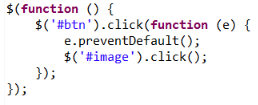 $(function () {
    $('#btn').click(function (e) {
        e.preventDefault();
        $('#image').click();
    });
});